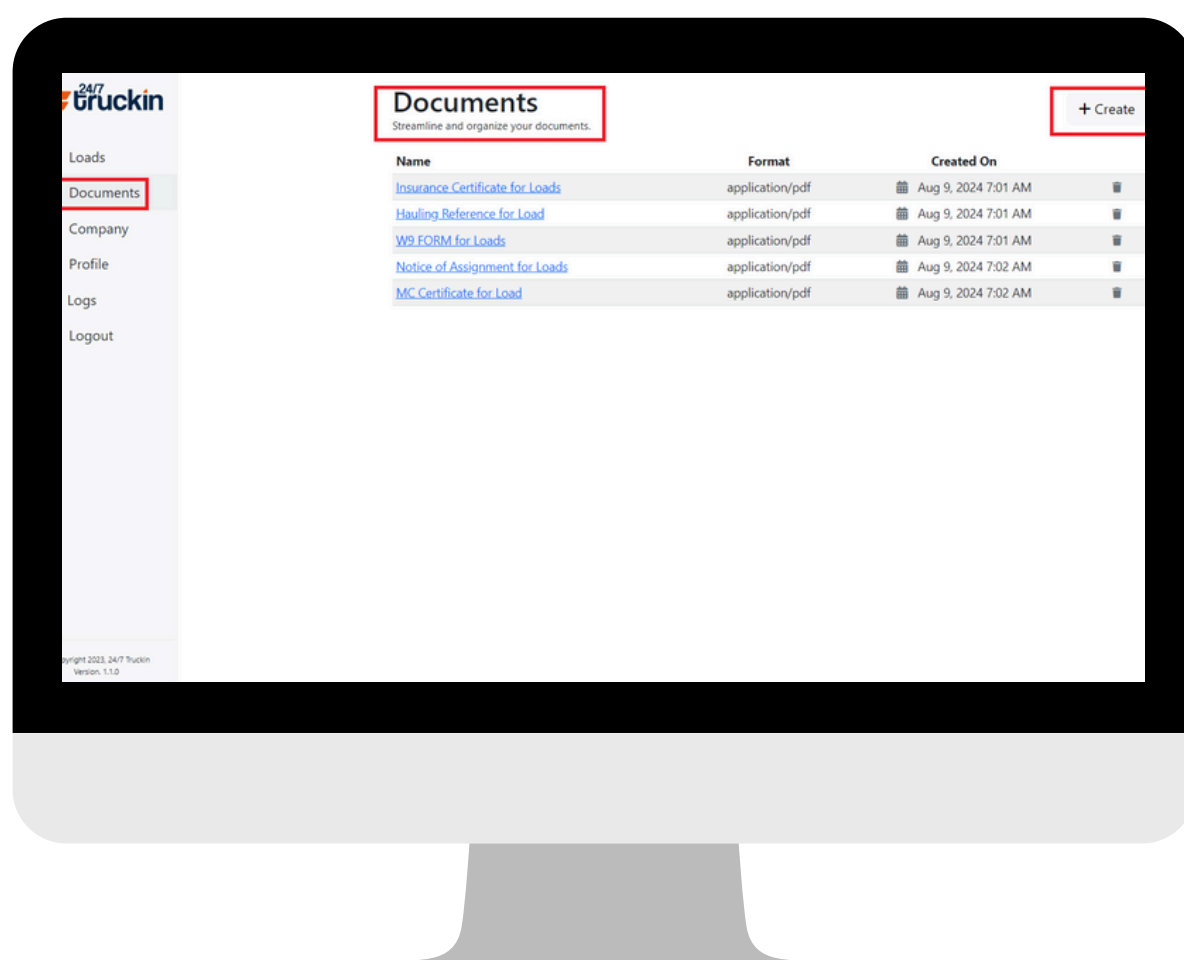 24/7
truckin
Loads
Documents
Company
Profile
Logs
Logout
Version. 1.1.0
Documents
Streamline and organize your documents.
+ Create
Name Format Created On
Insurance Certificate for Loads application/pdf Aug 9, 2024 7:01 AM
Hauling Reference for Load application/pdf Aug 9, 2024 7:01 AM
W9 FORM for Loads application/pdf Aug 9, 2024 7:01 AM
Notice of Assignment for Loads application/pdf Aug 9, 2024 7:02 AM
MC Certificate for Load application/pdf Aug 9, 2024 7:02 AM
pyright 2023, 24/7 Truckin